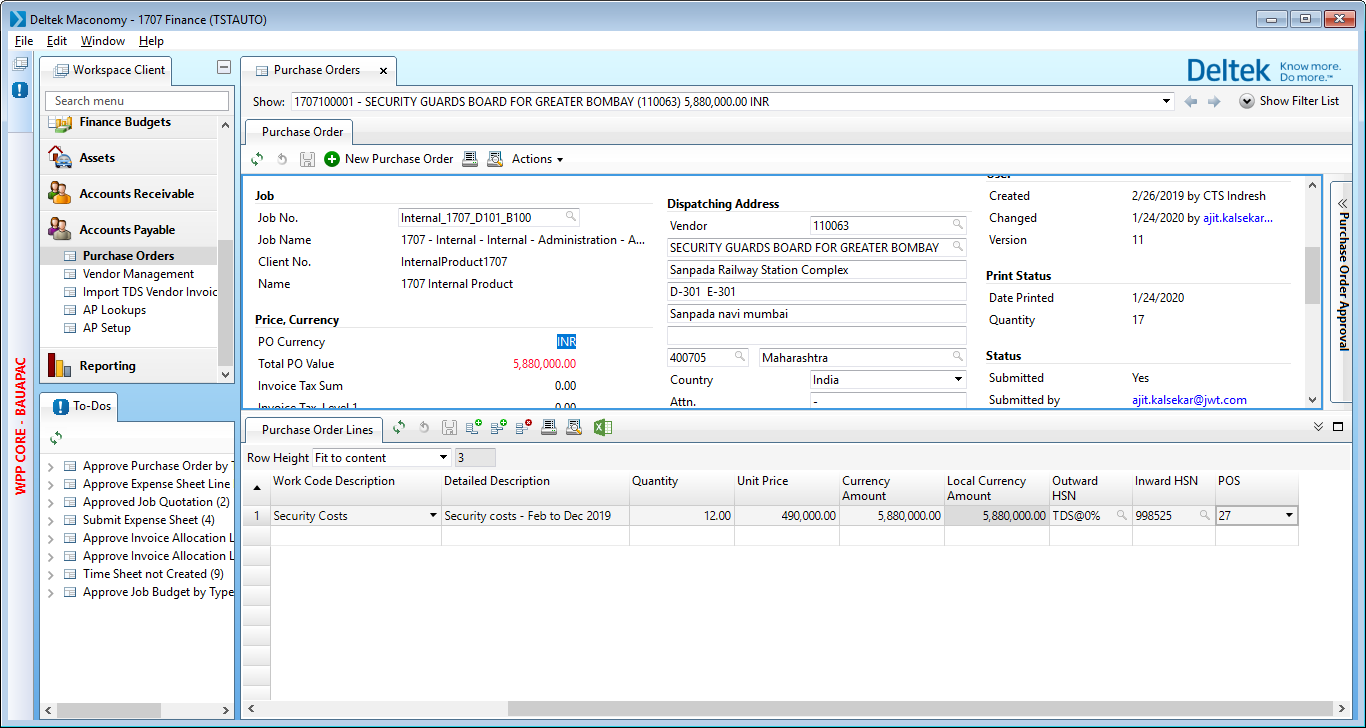 Deltek Maconomy - 1707 Finance (TSTAUTO)
File Edit Window Help
Workspace Client
Search menu
Finance Budgets
Assets
Accounts Receivable
Accounts Payable
Purchase Orders
Vendor Management
Import TDS Vendor Invoic
AP Lookups
AP Setup
Reporting
WPP CORE - BAUAPAC
To-Dos
Approve Purchase Order by T
Approve Expense Sheet Line
Approved Job Quotation (2)
Submit Expense Sheet (4)
Approve Invoice Allocation L
Approve Invoice Allocation L
Time Sheet not Created (9)
Approve Job Budget by Type
Purchase Orders
Deltek Know more. Do more.™
Show: 1707100001 - SECURITY GUARDS BOARD FOR GREATER BOMBAY (110063) 5,880,000.00 INR
Show Filter List
Purchase Order
New Purchase Order Actions
Job
Job No. Internal_1707_D101_B100
Job Name 1707 - Internal - Internal - Administration - A...
Client No. InternalProduct1707
Name 1707 Internal Product
Price, Currency
PO Currency INR
Total PO Value 5,880,000.00
Invoice Tax Sum 0.00
Invoice Tax, Level 1 0.00
Dispatching Address
Vendor 110063
SECURITY GUARDS BOARD FOR GREATER BOMBAY
Sanpada Railway Station Complex
D-301 E-301
Sanpada navi mumbai
400705 Maharashtra
Country India
Attn. -
User
Created 2/26/2019 by CTS Indresh
Changed 1/24/2020 by ajit.kalsekar...
Version 11
Print Status
Date Printed 1/24/2020
Quantity 17
Status
Submitted Yes
Submitted by ajit.kalsekar@jwt.com
Purchase Order Approval
Purchase Order Lines
Row Height Fit to content 3
Work Code Description Detailed Description Quantity Unit Price Currency Amount Local Currency Amount Outward HSN Inward HSN POS
1 Security Costs Security costs - Feb to Dec 2019 12.00 490,000.00 5,880,000.00 5,880,000.00 TDS@0% 998525 27